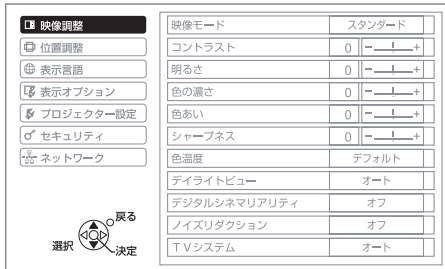 映像調整
位置調整
表示言語
表示オプション
プロジェクター設定
セキュリティ
ネットワーク
戻る
選択
決定
映像モード スタンダード
コントラスト 0 - +
明るさ 0 - +
色の濃さ 0 - +
色あい 0 - +
シャープネス 0 - +
色温度 デフォルト
デイライトビュー オート
デジタルシネマリアリティ オフ
ノイズリダクション オフ
TVシステム オート